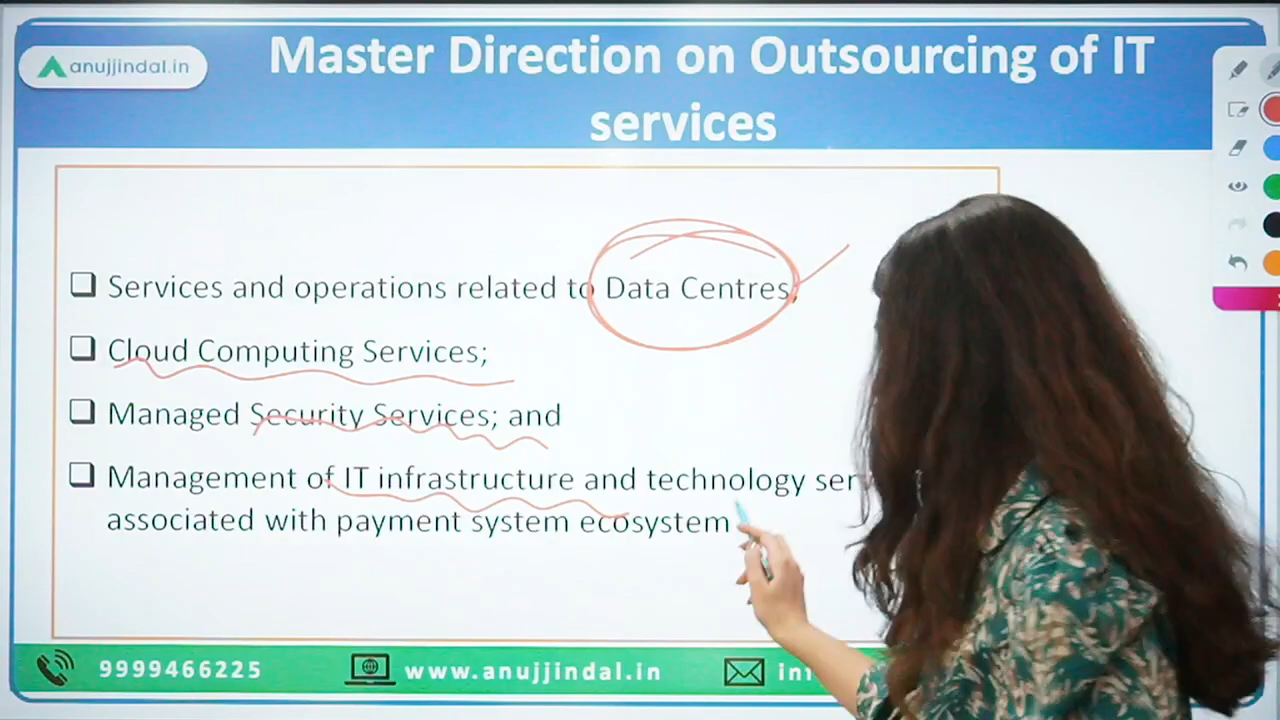 anujjindal.in
Master Direction on Outsourcing of IT
services
Services and operations related to Data Centres;
Cloud Computing Services;
Managed Security Services; and
Management of IT infrastructure and technology
associated with payment system ecosystem
9999466225
www.anujjindal.in